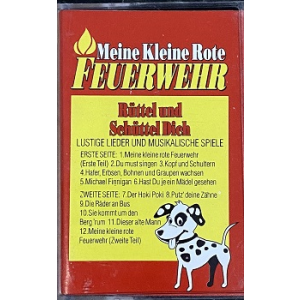 Meine Kleine Rote
FEUERWEHR
Rüttel und
Schüttel Dich
LUSTIGE LIEDER UND MUSIKALISCHE SPIELE
ERSTE SEITE: 1.Meine kleine rote Feuerwehr
(Erste Teil) 2.Du must singen 3.Kopf und Schultern
4.Hafer, Erbsen, Bohnen und Graupen wachsen
5.Michael Finnigan 6.Hast Du je ein Mädel gesehen
ZWEITE SEITE: 7.Der Hoki Poki 8.Putz' deine Zähne
9.Die Räder an Bus
10.Sie kommt um den
Berg 'rum 11.Dieser alte Mann
12.Meine kleine rote
Feuerwehr (Zweite Teil)